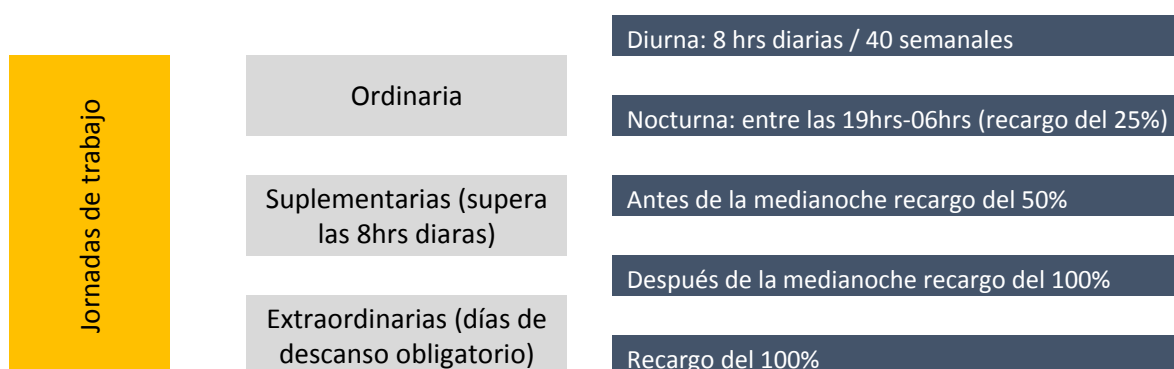 Jornadas de trabajo
Ordinaria
Diurna: 8 hrs diarias / 40 semanales
Nocturna: entre las 19hrs-06hrs (recargo del 25%)
Suplementarias (supera
las 8hrs diaras)
Antes de la medianoche recargo del 50%
Después de la medianoche recargo del 100%
Extraordinarias (días de
descanso obligatorio)
Recargo del 100%